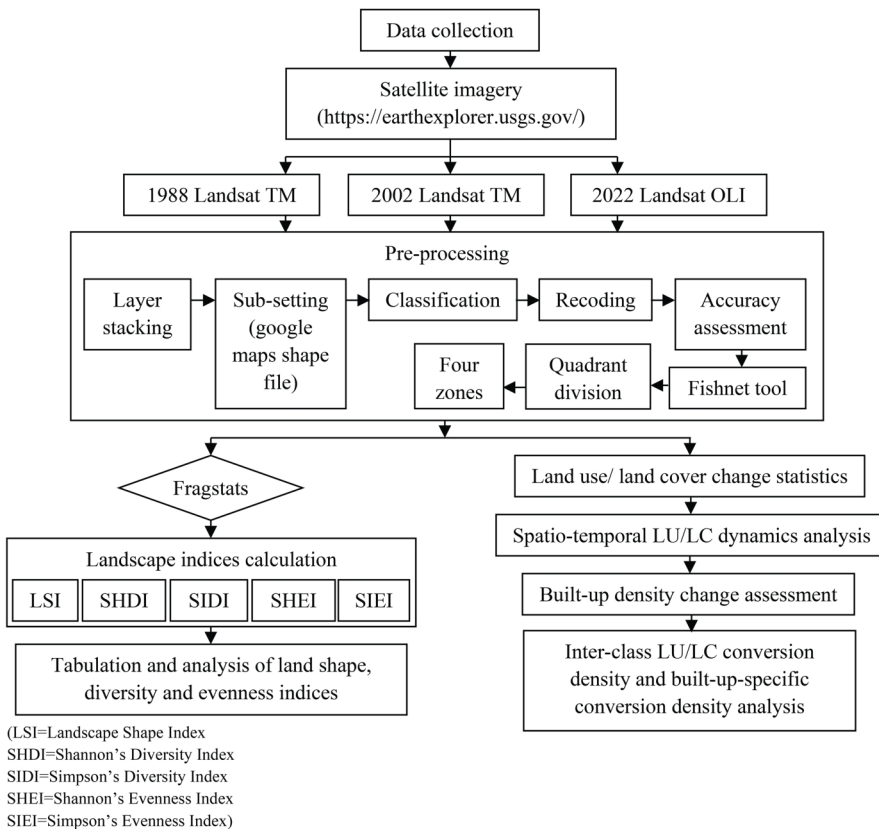 Data collection
Satellite imagery
(https://earthexplorer.usgs.gov/)
1988 Landsat TM
2002 Landsat TM
2022 Landsat OLI
Pre-processing
Layer
stacking
Sub-setting
(google
maps shape
file)
Classification
Recoding
Accuracy
assessment
Fishnet tool
Quadrant
division
Four
zones
Fragstats
Landscape indices calculation
LSI
SHDI
SIDI
SHEI
SIEI
Tabulation and analysis of land shape,
diversity and evenness indices
Land use/ land cover change statistics
Spatio-temporal LU/LC dynamics analysis
Built-up density change assessment
Inter-class LU/LC conversion
density and built-up-specific
conversion density analysis
(LSI=Landscape Shape Index
SHDI=Shannon’s Diversity Index
SIDI=Simpson’s Diversity Index
SHEI=Shannon’s Evenness Index
SIEI=Simpson’s Evenness Index)